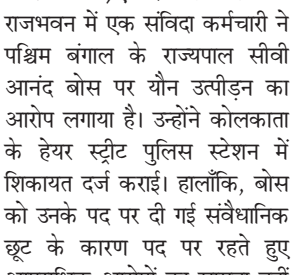 राजभवन में एक संविदा कर्मचारी ने
पश्चिम बंगाल के राज्यपाल सीवी
आनंद बोस पर यौन उत्पीड़न का
आरोप लगाया है। उन्होंने कोलकाता
के हेयर स्ट्रीट पुलिस स्टेशन में
शिकायत दर्ज कराई। हालाँकि, बोस
को उनके पद पर दी गई संवैधानिक
छूट के कारण पद पर रहते हुए